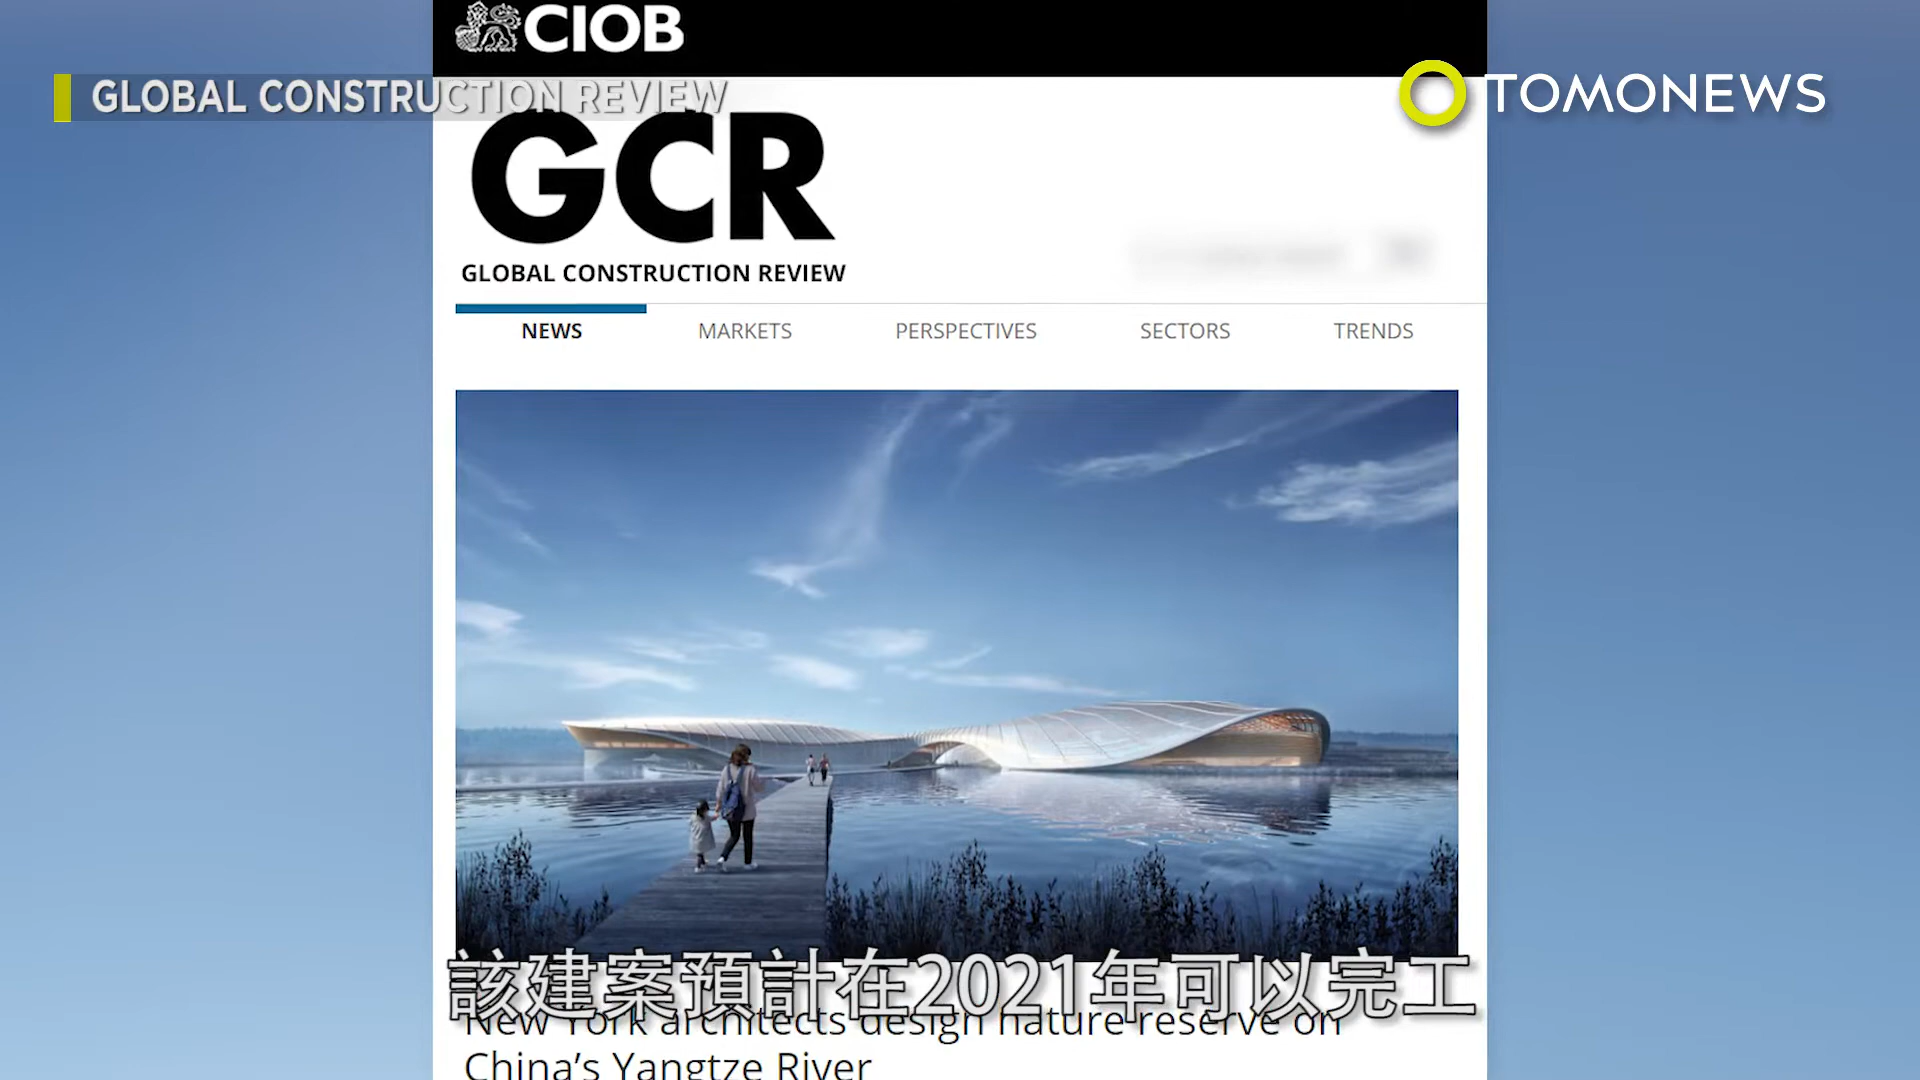 CIOB
GLOBAL CONSTRUCTION REVIEW
TOMONEWS
GCR
GLOBAL CONSTRUCTION REVIEW
NEWS MARKETS PERSPECTIVES SECTORS TRENDS
該建案預計在2021年可以完工
New York architects design nature reserve on
China's Yangtze River